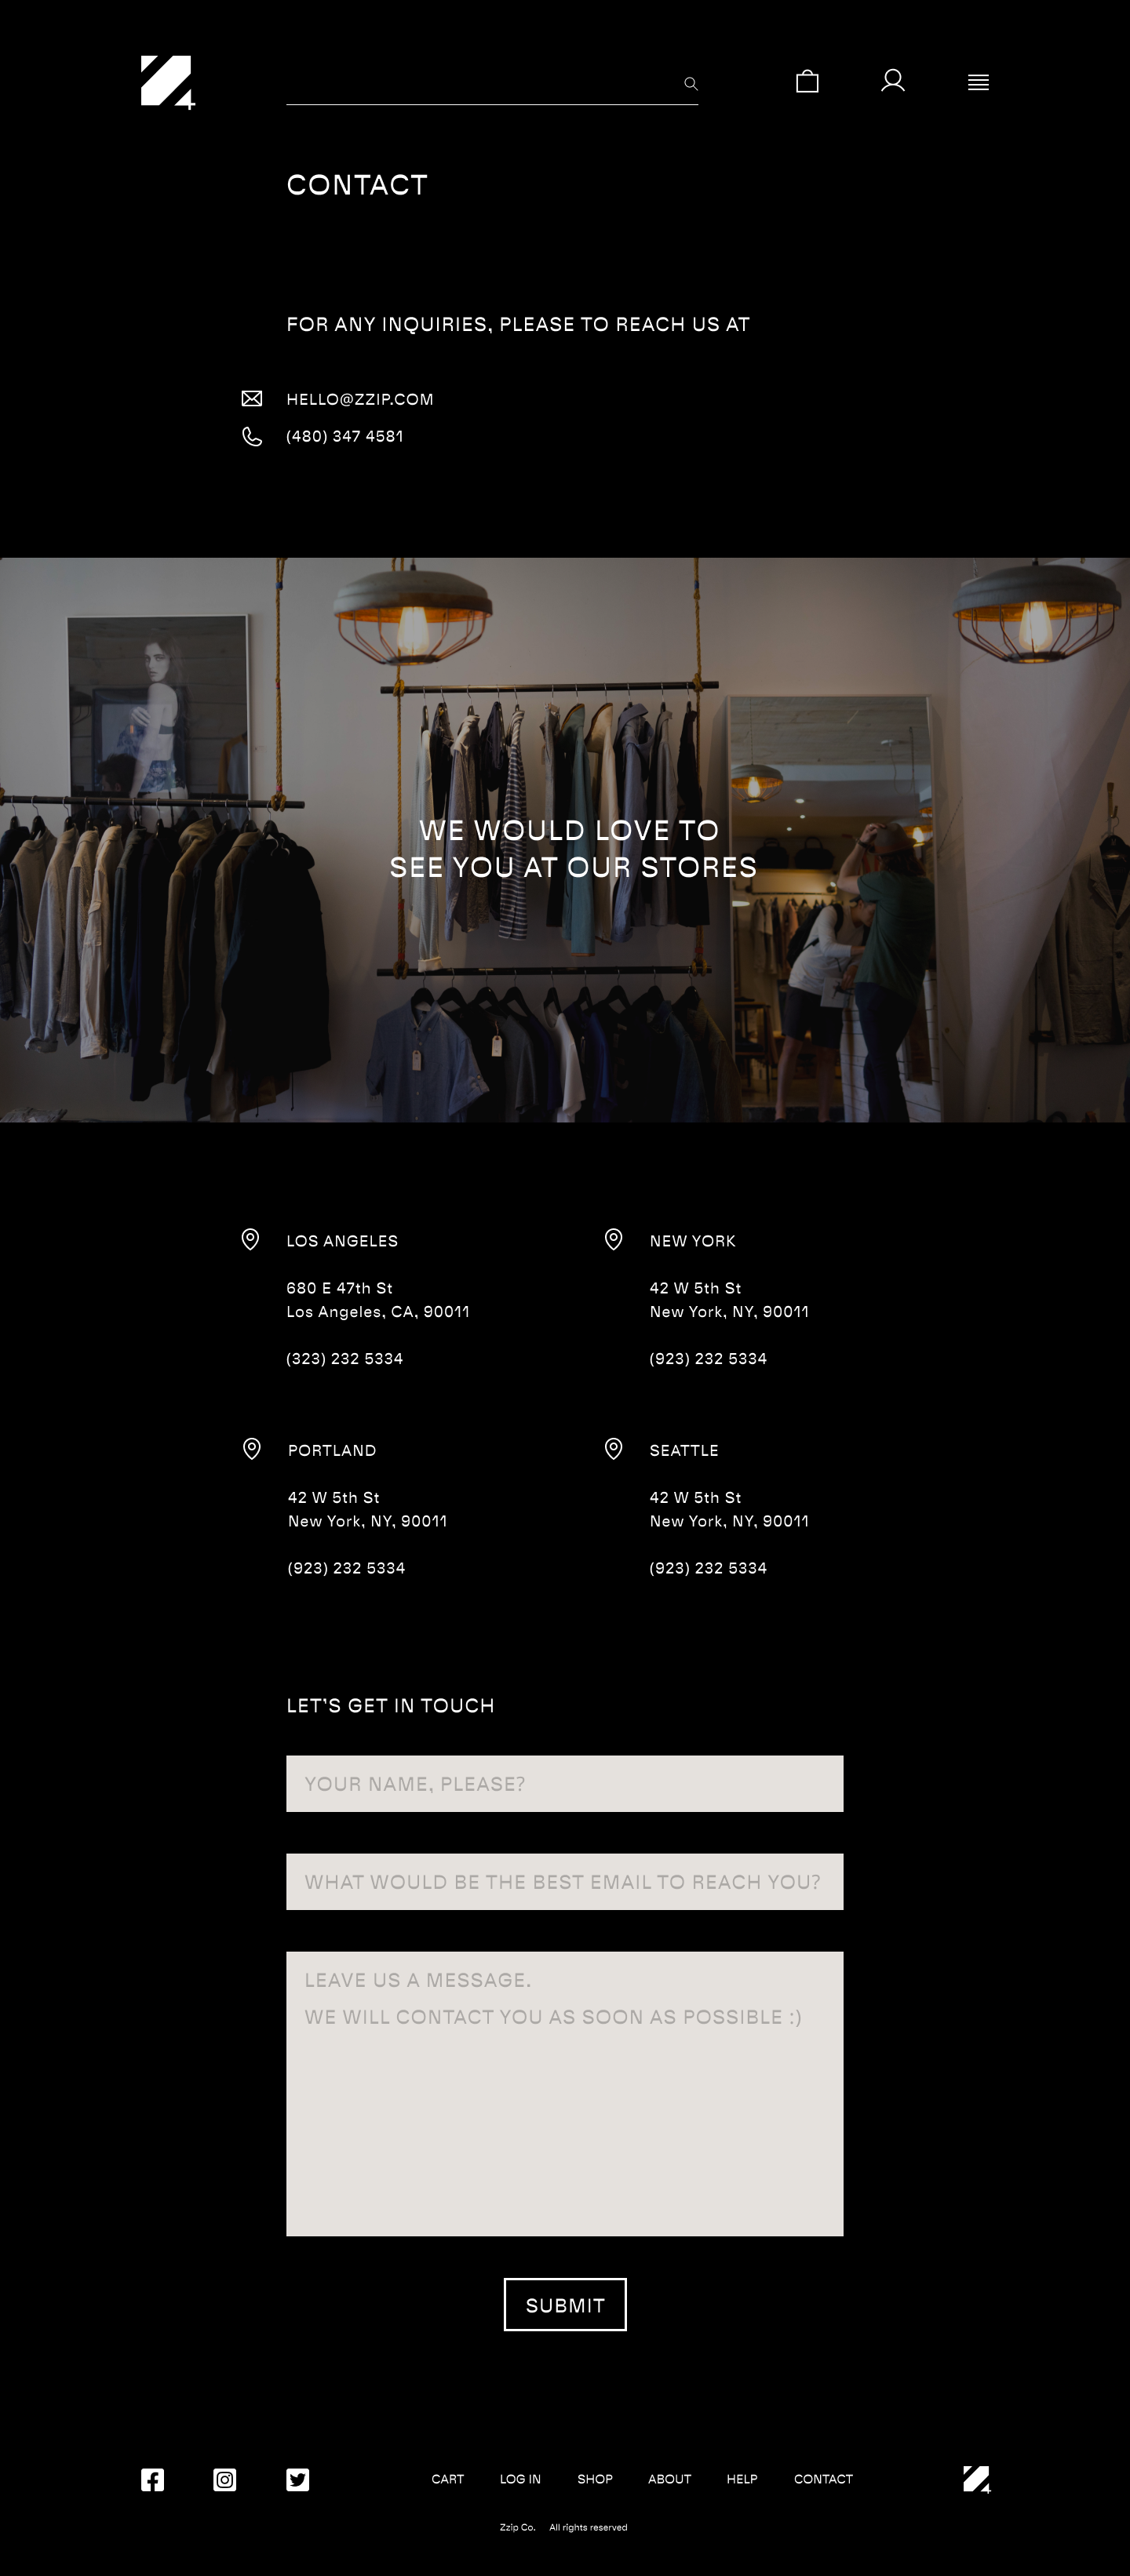 CONTACT
FOR ANY INQUIRIES, PLEASE TO REACH US AT
HELLO@ZZIP.COM
(480) 347 4581
WE WOULD LOVE TO
SEE YOU AT OUR STORES
LOS ANGELES
680 E 47th St
Los Angeles, CA, 90011
(323) 232 5334
NEW YORK
42 W 5th St
New York, NY, 90011
(923) 232 5334
PORTLAND
42 W 5th St
New York, NY, 90011
(923) 232 5334
SEATTLE
42 W 5th St
New York, NY, 90011
(923) 232 5334
LET'S GET IN TOUCH
YOUR NAME, PLEASE?
WHAT WOULD BE THE BEST EMAIL TO REACH YOU?
LEAVE US A MESSAGE.
WE WILL CONTACT YOU AS SOON AS POSSIBLE :)
SUBMIT
CART LOG IN SHOP ABOUT HELP CONTACT
Zzip Co. All rights reserved